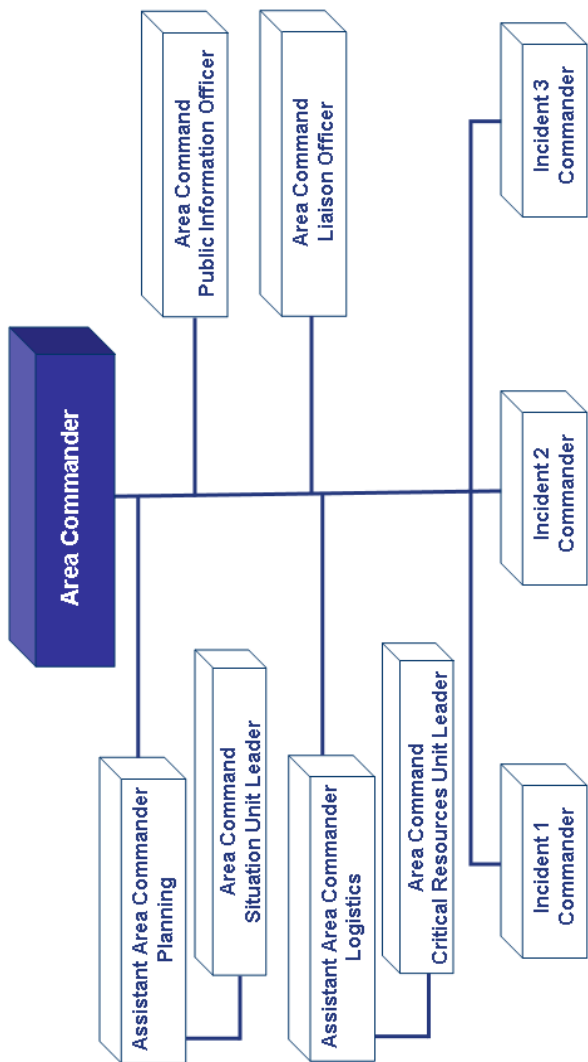 Area Commander
Area Command
Public Information Officer
Assistant Area Commander
Planning
Area Command
Situation Unit Leader
Area Command
Liaison Officer
Assistant Area Commander
Logistics
Area Command
Critical Resources Unit Leader
Incident 1
Commander
Incident 2
Commander
Incident 3
Commander